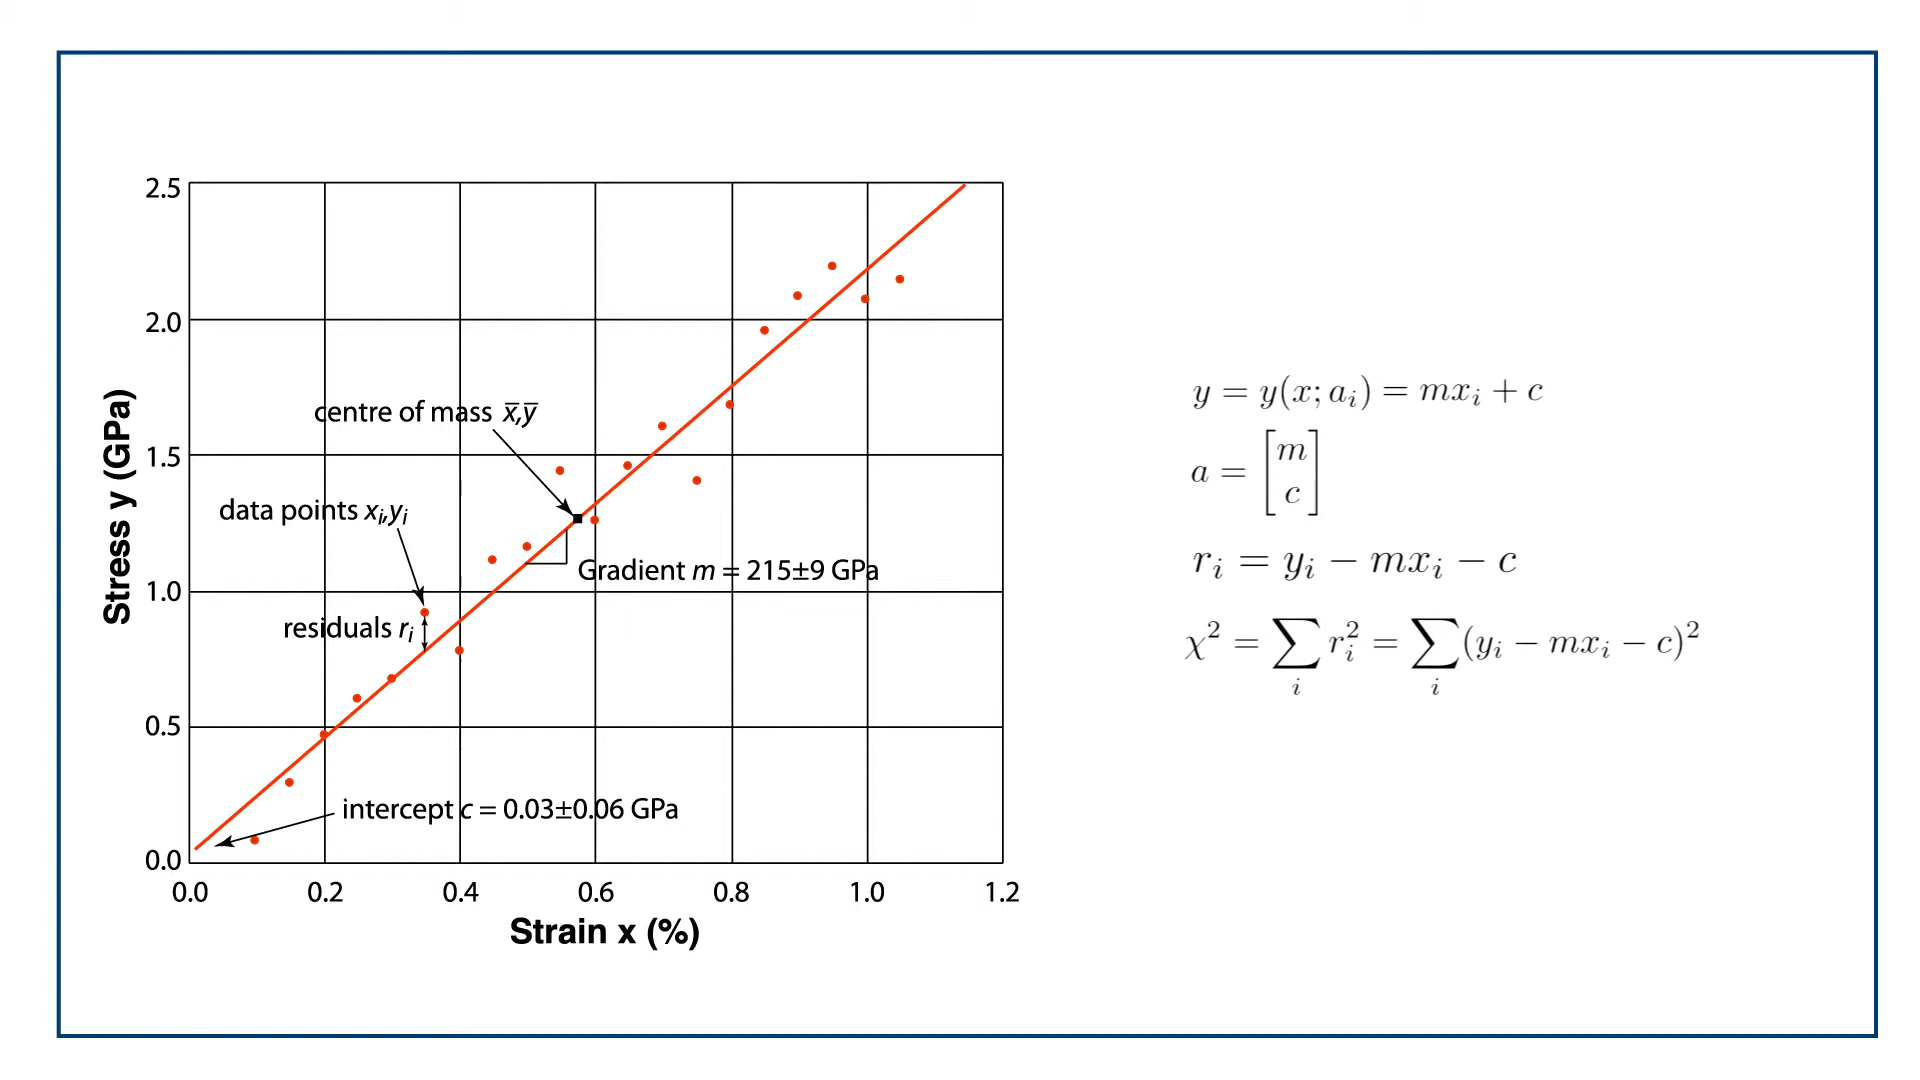 2.5
2.0
1.5
1.0
0.5
0.0
0.0 0.2 0.4 0.6 0.8 1.0 1.2
Stress y (GPa)
Strain x (%)
centre of mass x̅,y̅
data points xᵢ,yᵢ
Gradient m = 215±9 GPa
residuals rᵢ
intercept c = 0.03±0.06 GPa
y = y(x; aᵢ) = mxᵢ + c
a = [m
c]
rᵢ = yᵢ − mxᵢ − c
χ² = ∑ᵢ rᵢ² = ∑ᵢ (yᵢ − mxᵢ − c)²